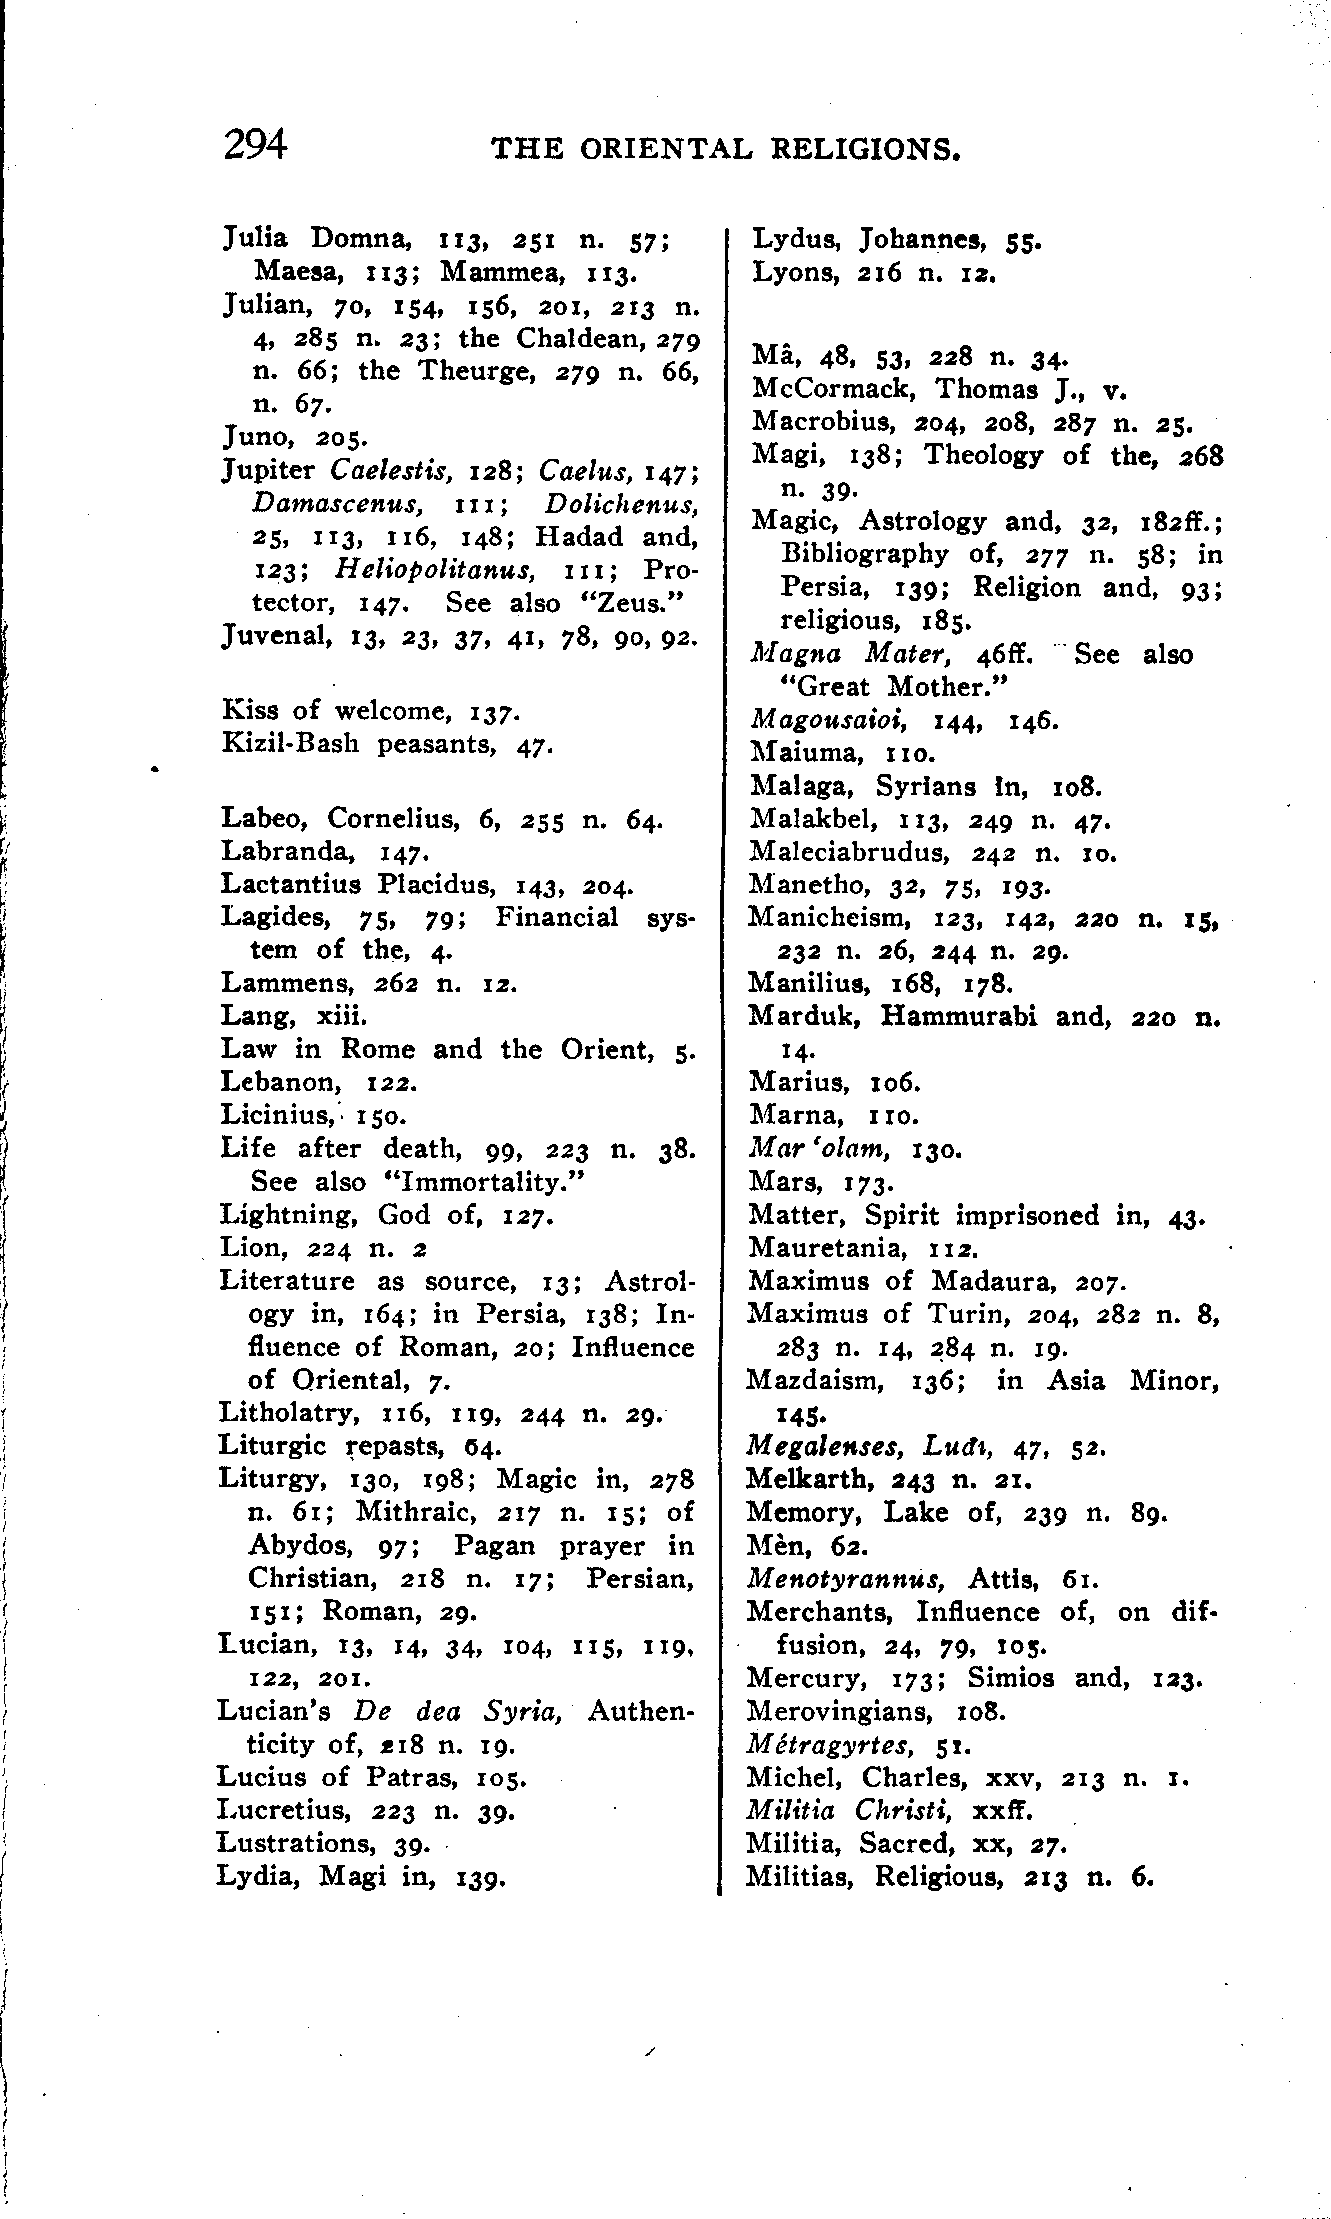 294 THE ORIENTAL RELIGIONS.
Julia Domna, 113, 251 n. 57;
Maesa, 113; Mammea, 113.
Julian, 70, 154, 156, 201, 213 n.
4, 285 n. 23; the Chaldean, 279
n. 66; the Theurge, 279 n. 66,
n. 67.
Juno, 205.
Jupiter Caelestis, 128; Caelus, 147;
Damascenus, 111; Dolichenus,
25, 113, 116, 148; Hadad and,
123; Heliopolitanus, 111; Pro-
tector, 147. See also “Zeus.”
Juvenal, 13, 23, 37, 41, 78, 90, 92.
Kiss of welcome, 137.
Kizil-Bash peasants, 47.
Labeo, Cornelius, 6, 255 n. 64.
Labranda, 147.
Lactantius Placidus, 143, 204.
Lagides, 75, 79; Financial sys-
tem of the, 4.
Lammens, 262 n. 12.
Lang, xiii.
Law in Rome and the Orient, 5.
Lebanon, 122.
Licinius, 150.
Life after death, 99, 223 n. 38.
See also “Immortality.”
Lightning, God of, 127.
Lion, 224 n. 2
Literature as source, 13; Astrol-
ogy in, 164; in Persia, 138; In-
fluence of Roman, 20; Influence
of Oriental, 7.
Litholatry, 116, 119, 244 n. 29.
Liturgic repasts, 64.
Liturgy, 130, 198; Magic in, 278
n. 61; Mithraic, 217 n. 15; of
Abydos, 97; Pagan prayer in
Christian, 218 n. 17; Persian,
151; Roman, 29.
Lucian, 13, 14, 34, 104, 115, 119,
122, 201.
Lucian's De dea Syria, Authen-
ticity of, 218 n. 19.
Lucius of Patras, 105.
Lucretius, 223 n. 39.
Lustrations, 39.
Lydia, Magi in, 139.
Lydus, Johannes, 55.
Lyons, 216 n. 12.
Mâ, 48, 53, 228 n. 34.
McCormack, Thomas J., v.
Macrobius, 204, 208, 287 n. 25.
Magi, 138; Theology of the, 268
n. 39.
Magic, Astrology and, 32, 182ff.;
Bibliography of, 277 n. 58; in
Persia, 139; Religion and, 93;
religious, 185.
Magna Mater, 46ff. See also
“Great Mother.”
Magousaioi, 144, 146.
Maiuma, 110.
Malaga, Syrians in, 108.
Malakbel, 113, 249 n. 47.
Maleciabrudus, 242 n. 10.
Manetho, 32, 75, 193.
Manicheism, 123, 142, 220 n. 15,
232 n. 26, 244 n. 29.
Manilius, 168, 178.
Marduk, Hammurabi and, 220 n.
14.
Marius, 106.
Marna, 110.
Mar ‘olam, 130.
Mars, 173.
Matter, Spirit imprisoned in, 43.
Mauretania, 112.
Maximus of Madaura, 207.
Maximus of Turin, 204, 282 n. 8,
283 n. 14, 284 n. 19.
Mazdaism, 136; in Asia Minor,
145.
Megalenses, Ludi, 47, 52.
Melkarth, 243 n. 21.
Memory, Lake of, 239 n. 89.
Mèn, 62.
Menotyrannus, Attis, 61.
Merchants, Influence of, on dif-
fusion, 24, 79, 105.
Mercury, 173; Simios and, 123.
Merovingians, 108.
Métragyrtes, 51.
Michel, Charles, xxv, 213 n. 1.
Militia Christi, xxff.
Militia, Sacred, xx, 27.
Militias, Religious, 213 n. 6.